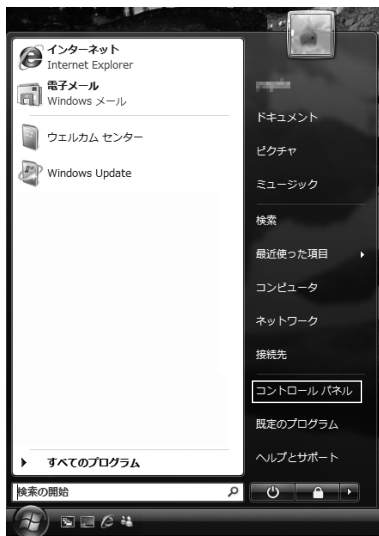 インターネット
Internet Explorer
電子メール
Windows メール
ウェルカム センター
Windows Update
すべてのプログラム
検索の開始
ドキュメント
ピクチャ
ミュージック
検索
最近使った項目
コンピュータ
ネットワーク
接続先
コントロール パネル
既定のプログラム
ヘルプとサポート